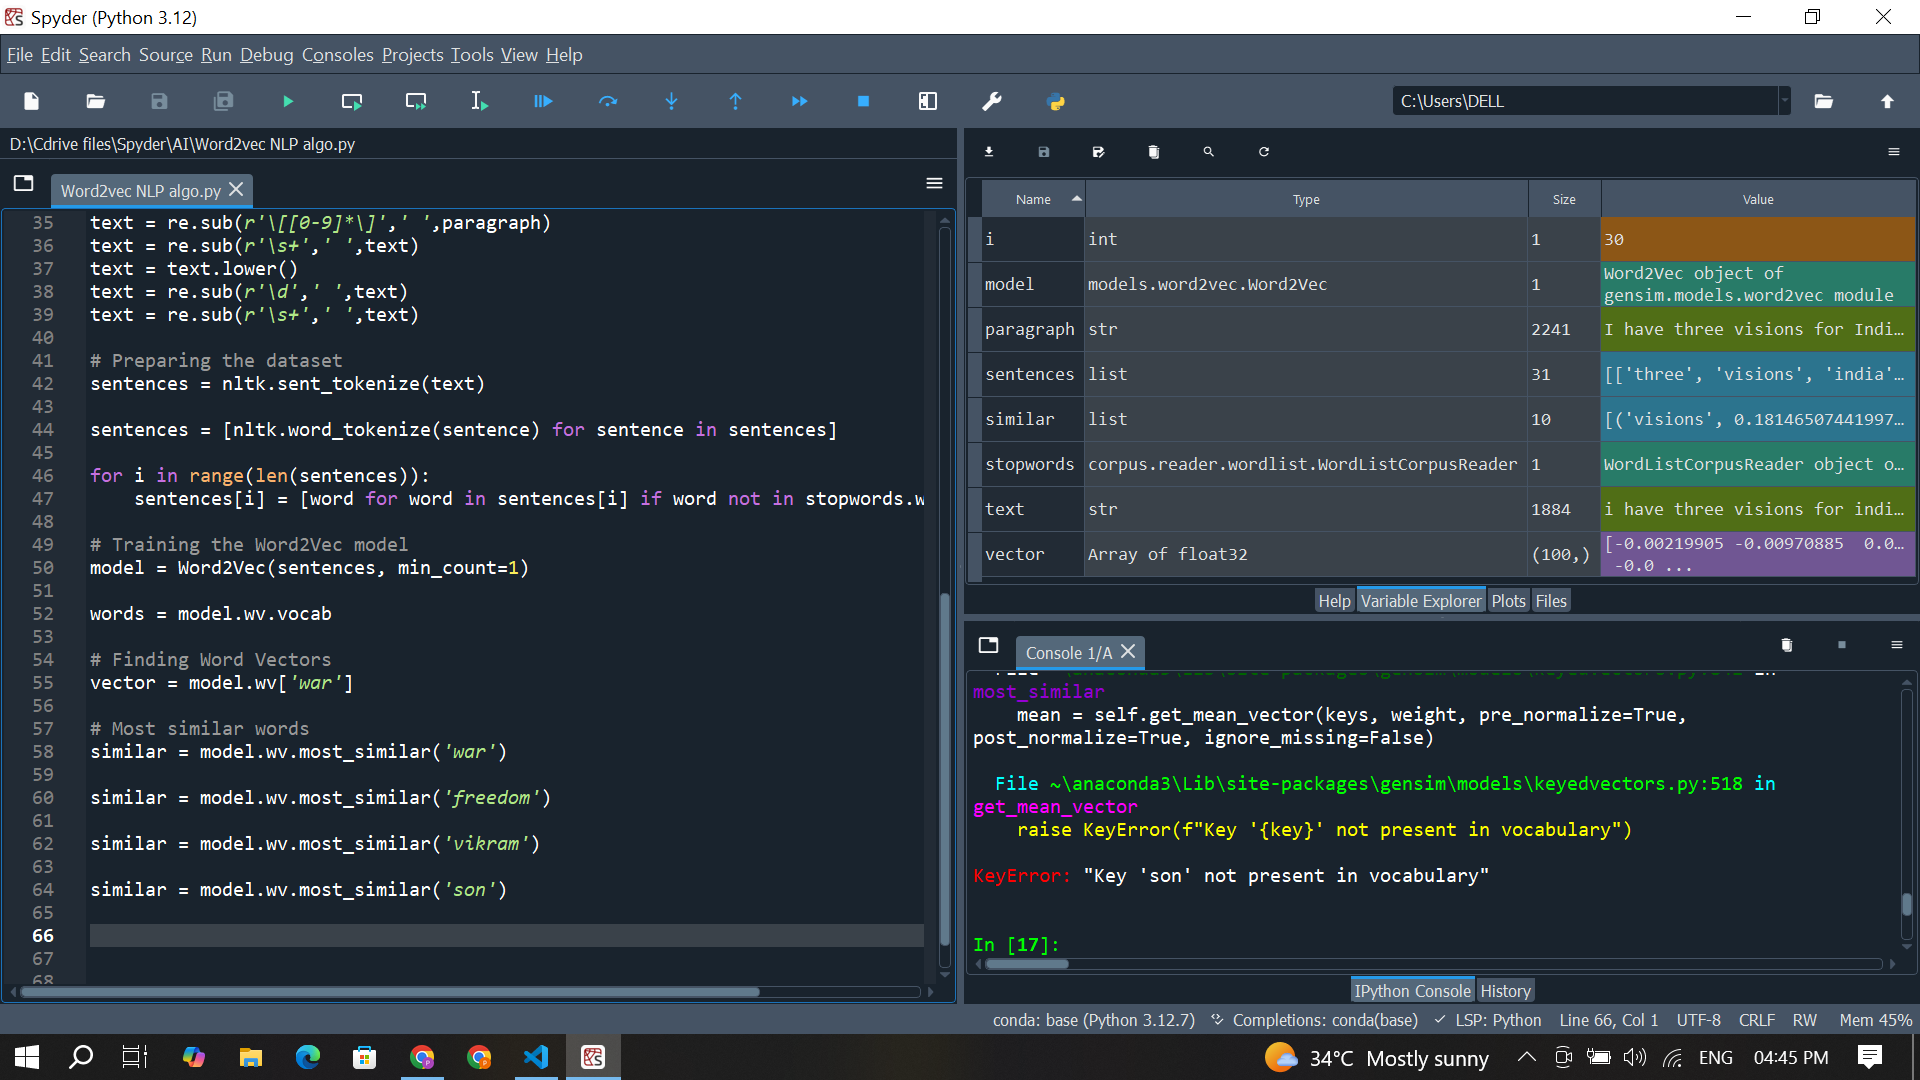 Spyder (Python 3.12)
File Edit Search Source Run Debug Consoles Projects Tools View Help
C:\Users\DELL
D:\Cdrive files\Spyder\AI\Word2vec NLP algo.py
Word2vec NLP algo.py
35 text = re.sub(r'\[[0-9]*\]',' ',paragraph)
36 text = re.sub(r'\s+',' ',text)
37 text = text.lower()
38 text = re.sub(r'\d',' ',text)
39 text = re.sub(r'\s+',' ',text)
40
41 # Preparing the dataset
42 sentences = nltk.sent_tokenize(text)
43
44 sentences = [nltk.word_tokenize(sentence) for sentence in sentences]
45
46 for i in range(len(sentences)):
47     sentences[i] = [word for word in sentences[i] if word not in stopwords.w
48
49 # Training the Word2Vec model
50 model = Word2Vec(sentences, min_count=1)
51
52 words = model.wv.vocab
53
54 # Finding Word Vectors
55 vector = model.wv['war']
56
57 # Most similar words
58 similar = model.wv.most_similar('war')
59
60 similar = model.wv.most_similar('freedom')
61
62 similar = model.wv.most_similar('vikram')
63
64 similar = model.wv.most_similar('son')
65
66
67
68
Name Type Size Value
i int 1 30
model models.word2vec.Word2Vec 1 Word2Vec object of
gensim.models.word2vec module
paragraph str 2241 I have three visions for Indi...
sentences list 31 [['three', 'visions', 'india'...
similar list 10 [('visions', 0.18146507441997...
stopwords corpus.reader.wordlist.WordListCorpusReader 1 WordListCorpusReader object o...
text str 1884 i have three visions for indi...
vector Array of float32 (100,) [-0.00219905 -0.00970885  0.0...
-0.0 ...
Help Variable Explorer Plots Files
Console 1/A
File ~\anaconda3\Lib\site-packages\gensim\models\keyedvectors.py:842 in
most_similar
    mean = self.get_mean_vector(keys, weight, pre_normalize=True,
post_normalize=True, ignore_missing=False)
  File ~\anaconda3\Lib\site-packages\gensim\models\keyedvectors.py:518 in
get_mean_vector
    raise KeyError(f"Key '{key}' not present in vocabulary")
KeyError: "Key 'son' not present in vocabulary"
In [17]:
IPython Console History
conda: base (Python 3.12.7) Completions: conda(base) LSP: Python Line 66, Col 1 UTF-8 CRLF RW Mem 45%
34°C Mostly sunny ENG 04:45 PM